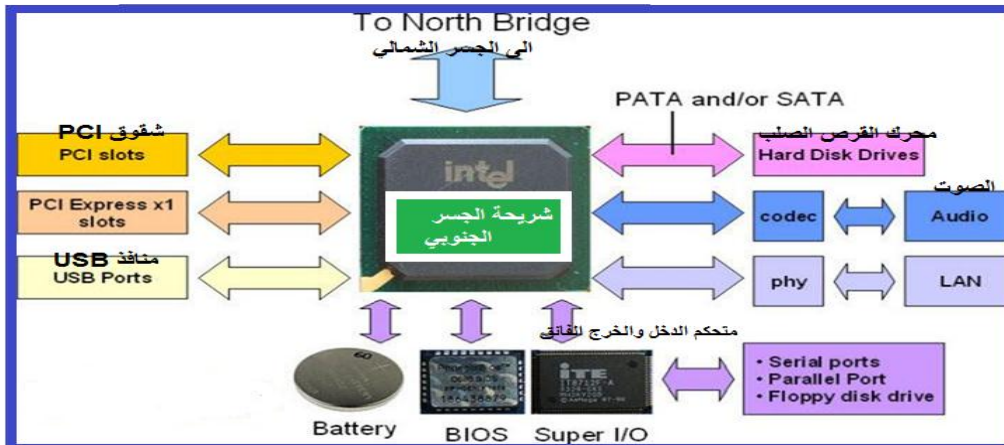 To North Bridge
الى الجسر الشمالي
PATA and/or SATA
شقوق PCI
PCI slots
محرك القرص الصلب
Hard Disk Drives
intel
شريحة الجسر
الجنوبي
PCI Express x1
slots
codec
الصوت
Audio
منافذ USB
USB Ports
phy
LAN
متحكم الدخل والخرج الفائق
iTE
IT8712F-A
• Serial ports
• Parallel Port
• Floppy disk drive
Battery
BIOS
Super I/O